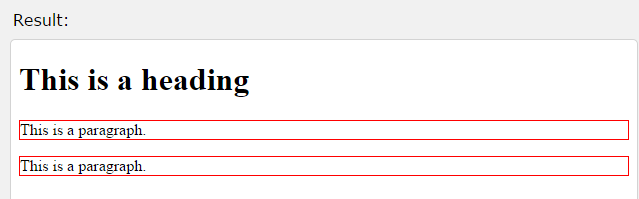 Result:
This is a heading
This is a paragraph.
This is a paragraph.